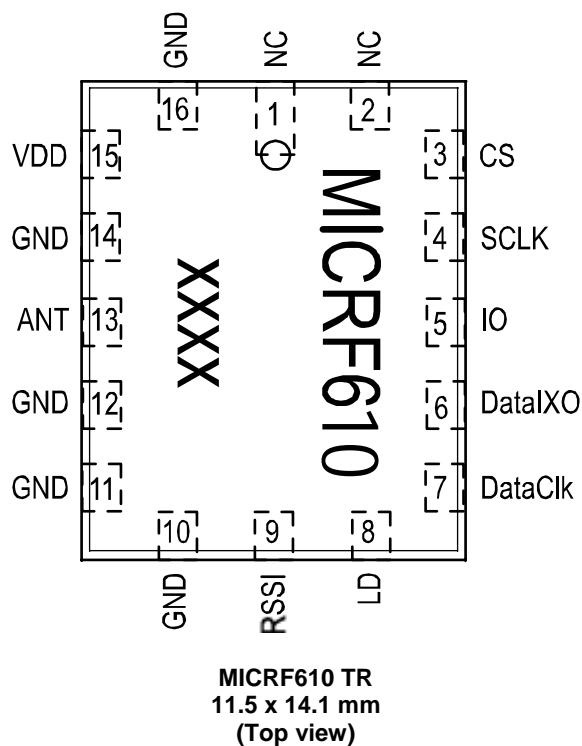 GND
NC
NC
16
1
2
VDD
15
3
CS
GND
14
4
SCLK
ANT
13
5
IO
GND
12
6
DataIXO
GND
11
7
DataClk
MICRF610
XXXX
10
9
8
GND
RSSI
LD
MICRF610 TR
11.5 x 14.1 mm
(Top view)